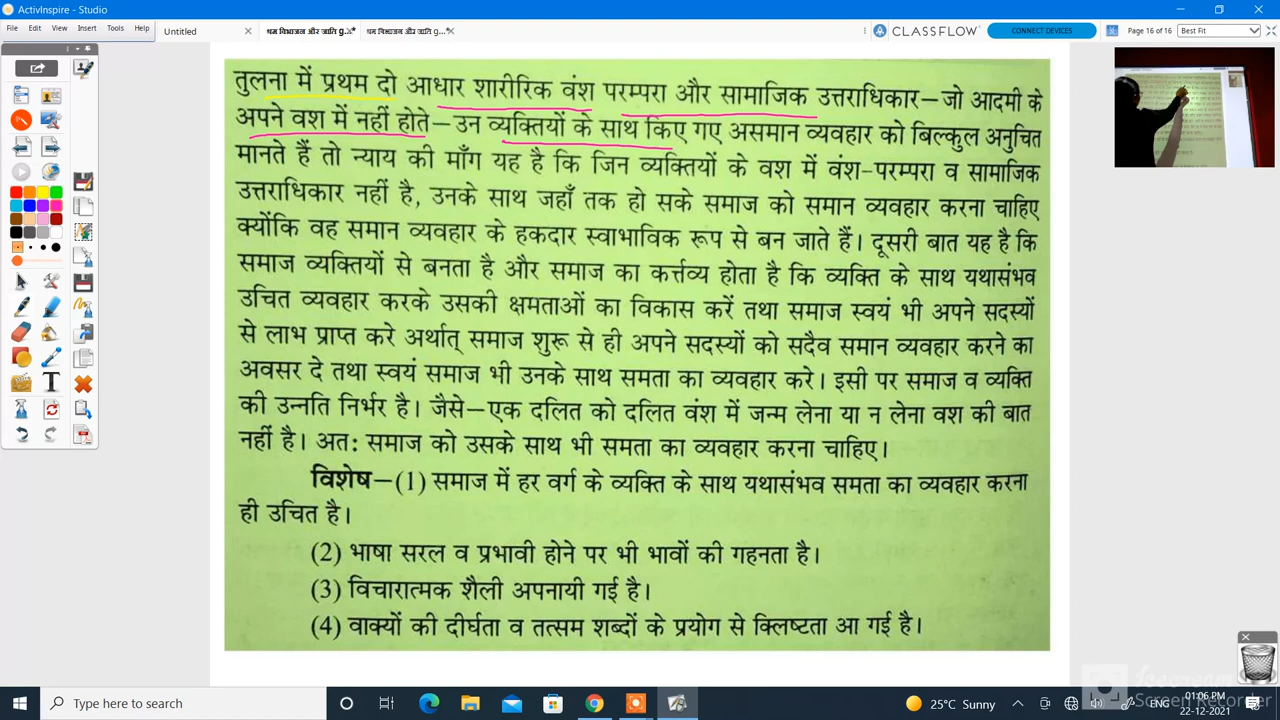 ActivInspire - Studio
File Edit View Insert Tools Help
Untitled
CLASSFLOW
CONNECT DEVICES
Page 16 of 16
Best Fit
तुलना में प्रथम दो आधार शारीरिक वंश परम्परा और सामाजिक उत्तराधिकार–जो आदमी के
अपने वश में नहीं होते–उन व्यक्तियों के साथ किए गए असमान व्यवहार को बिल्कुल अनुचित
मानते हैं तो न्याय की माँग यह है कि जिन व्यक्तियों के वश में वंश-परम्परा व सामाजिक
उत्तराधिकार नहीं है, उनके साथ जहाँ तक हो सके समाज को समान व्यवहार करना चाहिए
क्योंकि वह समान व्यवहार के हकदार स्वाभाविक रूप से बन जाते हैं। दूसरी बात यह है कि
समाज व्यक्तियों से बनता है और समाज का कर्त्तव्य होता है कि व्यक्ति के साथ यथासंभव
उचित व्यवहार करके उसकी क्षमताओं का विकास करें तथा समाज स्वयं भी अपने सदस्यों
से लाभ प्राप्त करे अर्थात् समाज शुरू से ही अपने सदस्यों को सदैव समान व्यवहार करने का
अवसर दे तथा स्वयं समाज भी उनके साथ समता का व्यवहार करे। इसी पर समाज व व्यक्ति
की उन्नति निर्भर है। जैसे–एक दलित को दलित वंश में जन्म लेना या न लेना वश की बात
नहीं है। अत: समाज को उसके साथ भी समता का व्यवहार करना चाहिए।
विशेष–(1) समाज में हर वर्ग के व्यक्ति के साथ यथासंभव समता का व्यवहार करना
ही उचित है।
(2) भाषा सरल व प्रभावी होने पर भी भावों की गहनता है।
(3) विचारात्मक शैली अपनायी गई है।
(4) वाक्यों की दीर्घता व तत्सम शब्दों के प्रयोग से क्लिष्टता आ गई है।
Screen Recorder
Type here to search
25°C Sunny
ENG
01:06 PM
22-12-2021